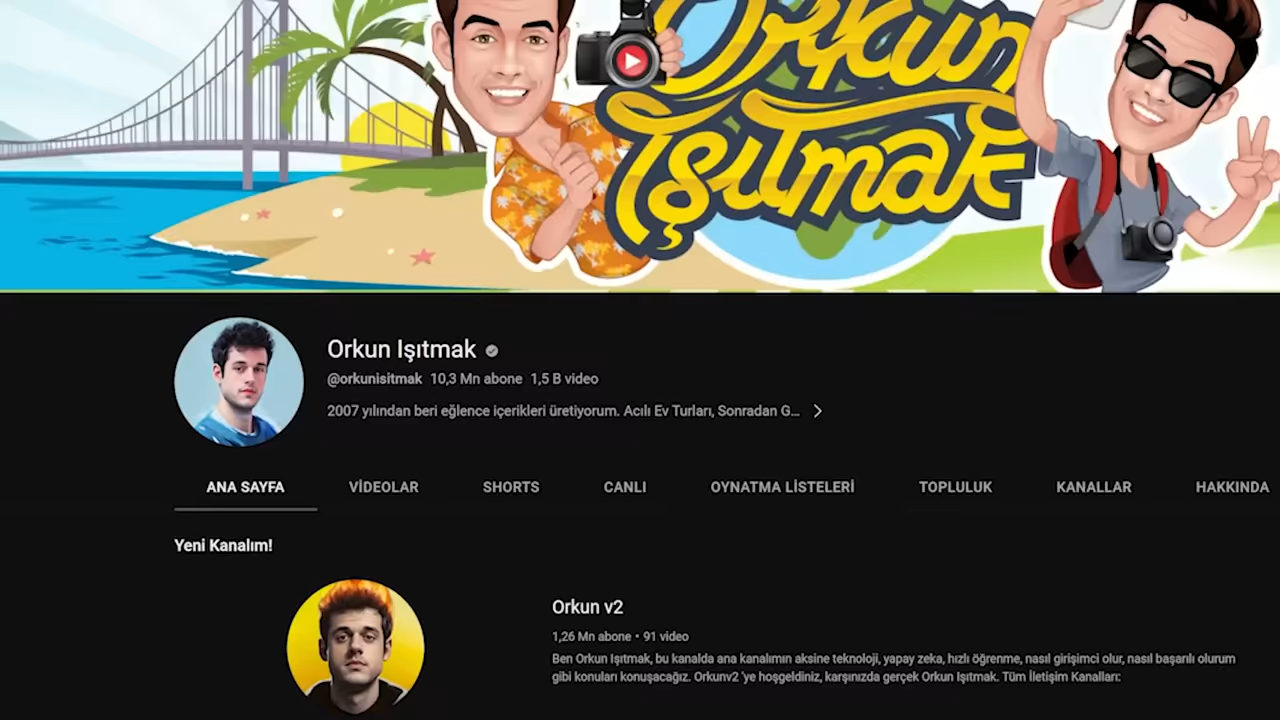 Orkun
Işıtmak
Orkun Işıtmak
@orkunisitmak 10,3 Mn abone 1,5 B video
2007 yılından beri eğlence içerikleri üretiyorum. Acılı Ev Turları, Sonradan G...
ANA SAYFA VİDEOLAR SHORTS CANLI OYNATMA LİSTELERİ TOPLULUK KANALLAR HAKKINDA
Yeni Kanalım!
Orkun v2
1,26 Mn abone • 91 video
Ben Orkun Işıtmak, bu kanalda ana kanalımın aksine teknoloji, yapay zeka, hızlı öğrenme, nasıl girişimci olur, nasıl başarılı olurum
gibi konuları konuşacağız. Orkunv2 'ye hoşgeldiniz, karşınızda gerçek Orkun Işıtmak. Tüm İletişim Kanalları: